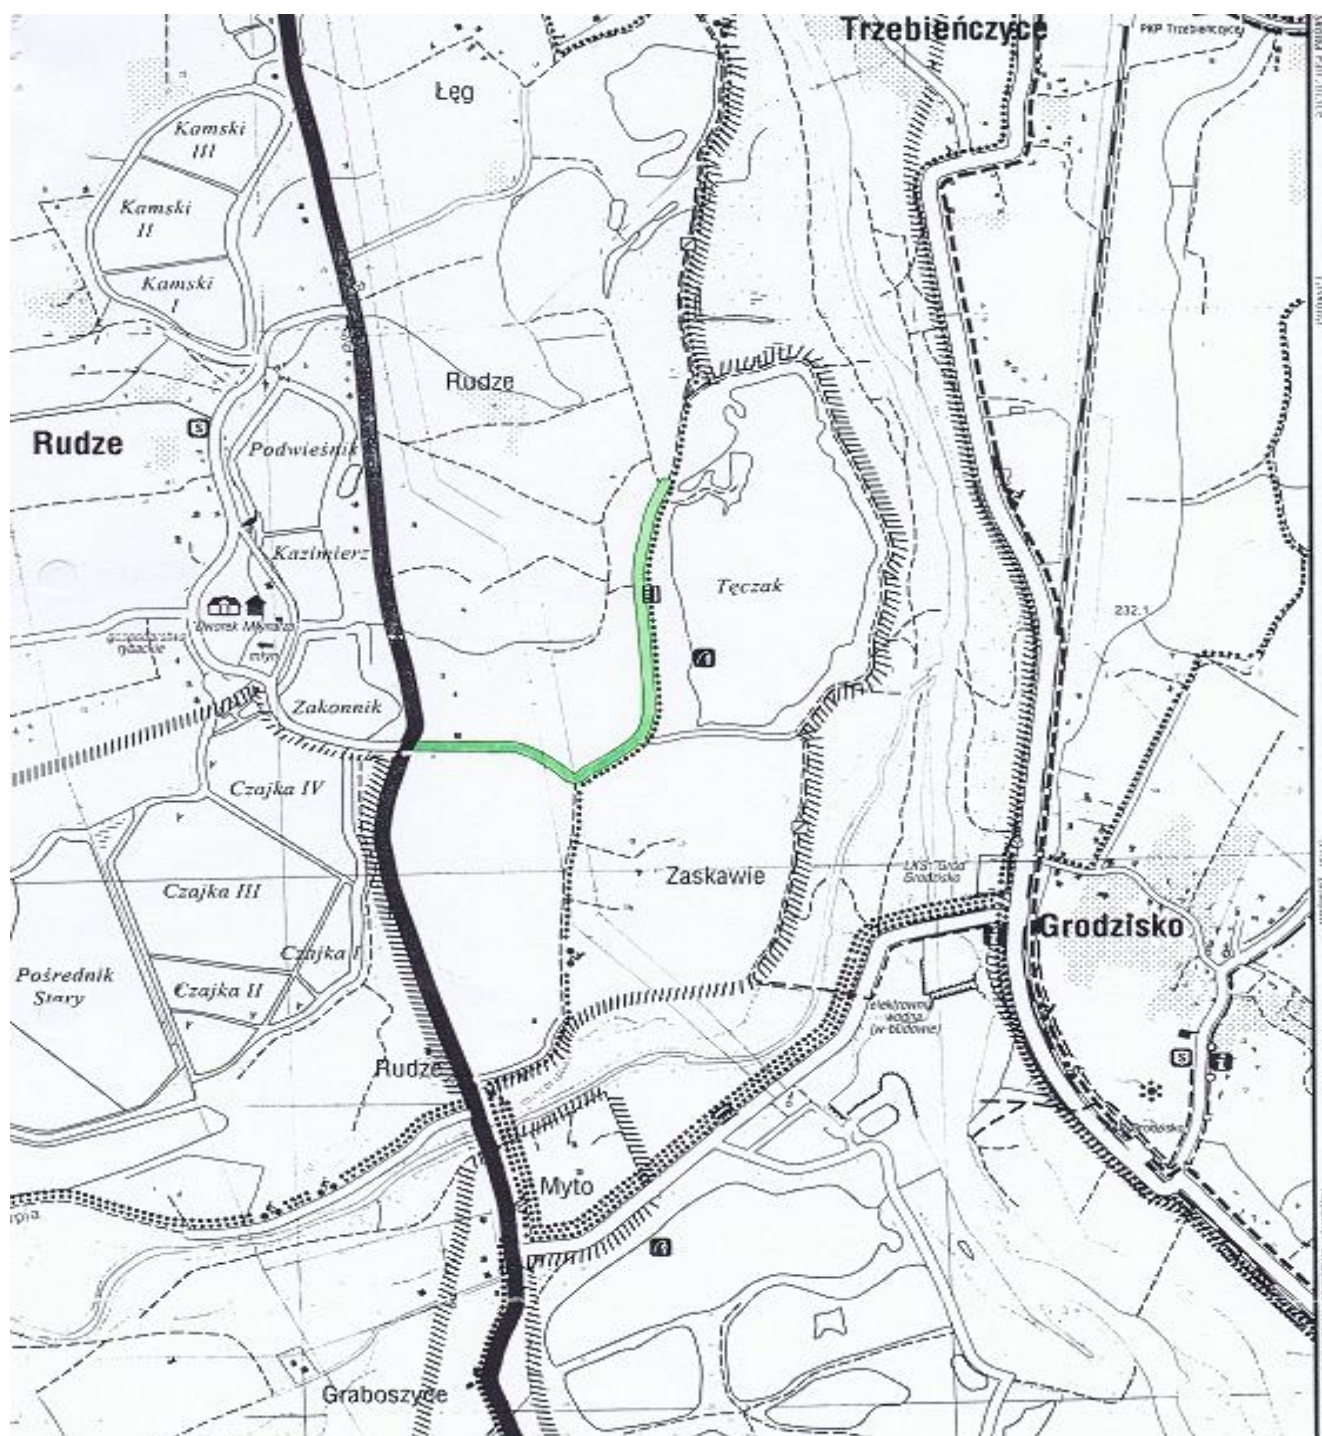 Trzebieńczyce
PKP Trzebieńczyce
Łęg
Kamski
III
Kamski
II
Kamski
I
Rudze
Rudze
S
Podwieśnik
Kazimierz
Tęczak
232.1
Dworek Młynarza
gospodarstwo
rybackie
młyn
Zakonnik
Czajka IV
Zaskawie
LKS "Gród"
Grodzisko
Czajka III
Grodzisko
Czajka I
Pośrednik
Stary
Czajka II
elektrownia
wodna
(w budowie)
Rudze
S
i
Grodzisko
Myto
Graboszyce